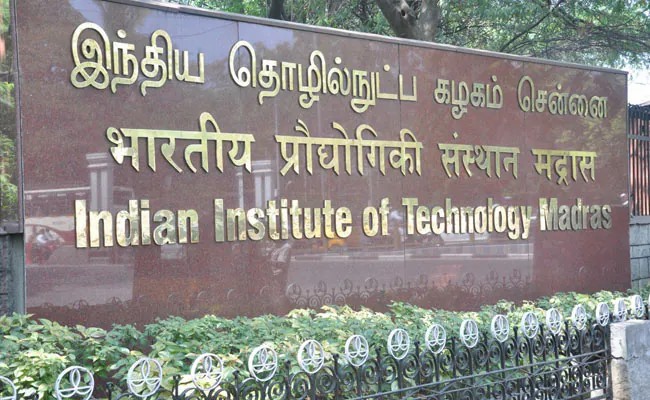 இந்திய தொழில்நுட்ப கழகம் சென்னை
भारतीय प्रौद्योगिकी संस्थान मद्रास
Indian Institute of Technology Madras